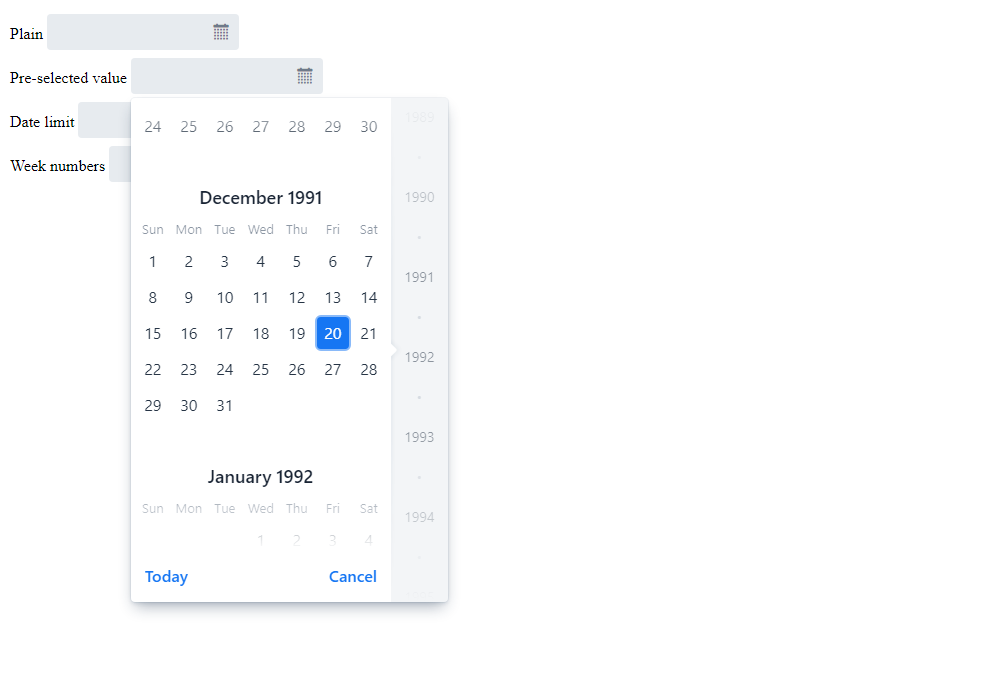 Plain
Pre-selected value
Date limit
Week numbers
24 25 26 27 28 29 30
December 1991
Sun Mon Tue Wed Thu Fri Sat
1 2 3 4 5 6 7
8 9 10 11 12 13 14
15 16 17 18 19 20 21
22 23 24 25 26 27 28
29 30 31
January 1992
Sun Mon Tue Wed Thu Fri Sat
1 2 3 4
Today Cancel
1989
1990
1991
1992
1993
1994